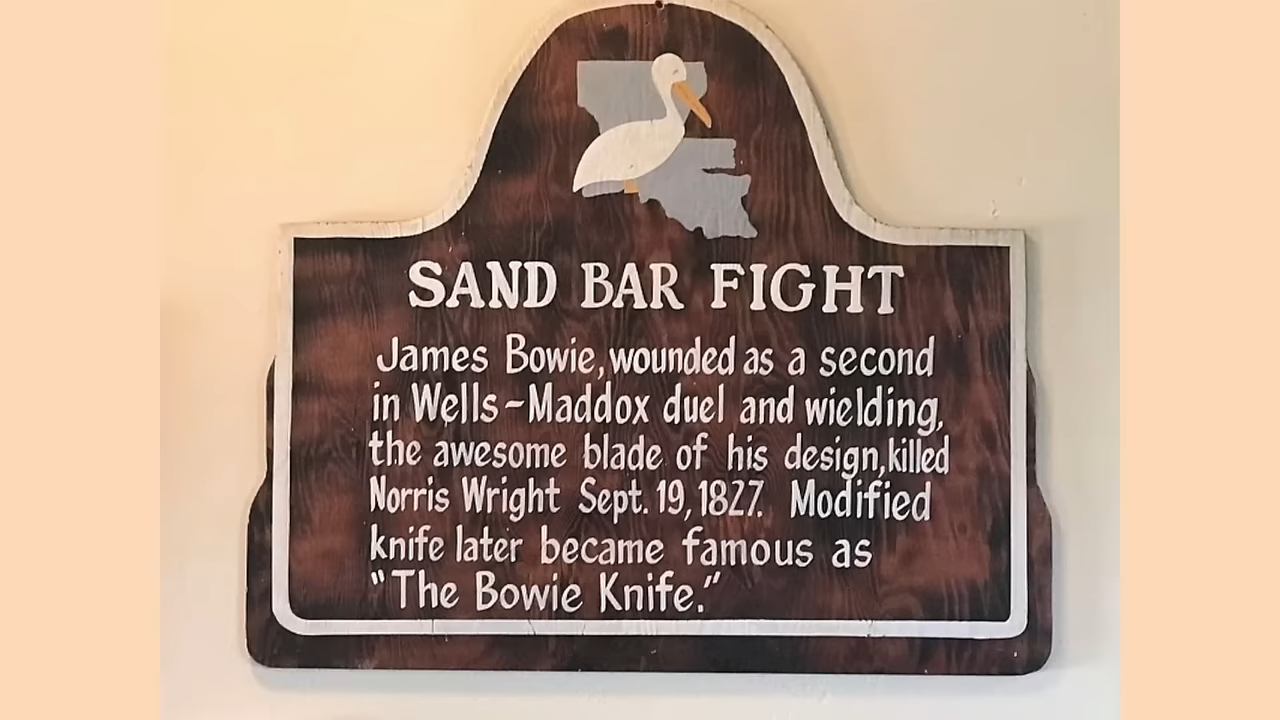 SAND BAR FIGHT
James Bowie, wounded as a second
in Wells-Maddox duel and wielding,
the awesome blade of his design, killed
Norris Wright Sept. 19, 1827. Modified
knife later became famous as
"The Bowie Knife."